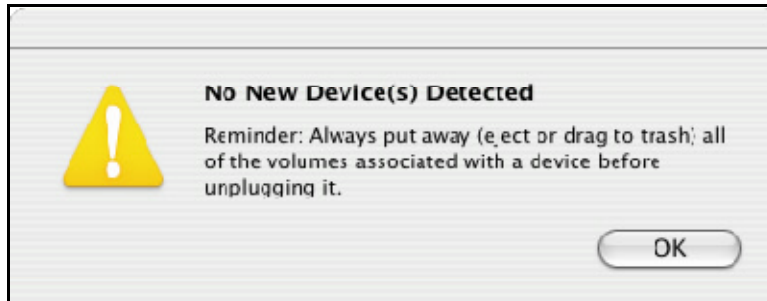 No New Device(s) Detected
Reminder: Always put away (eject or drag to trash) all
of the volumes associated with a device before
unplugging it.
OK